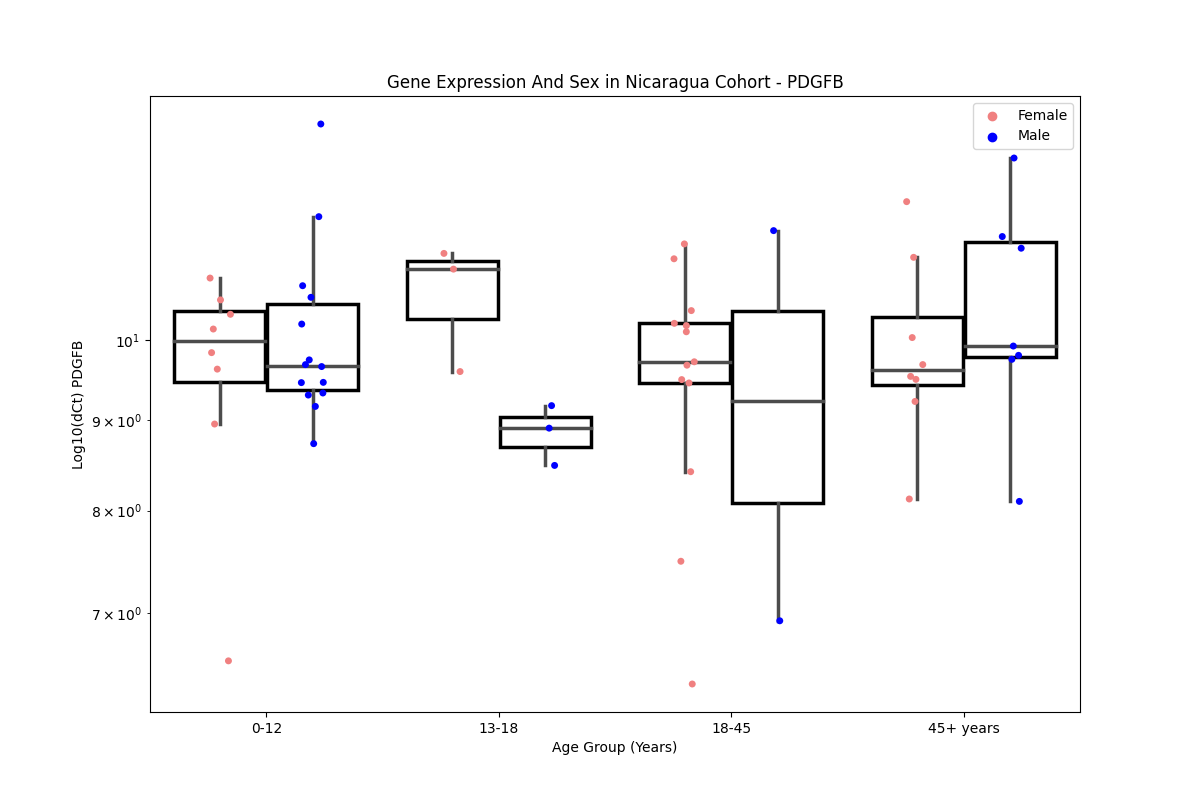 Gene Expression And Sex in Nicaragua Cohort - PDGFB
Female
Male
Log10(dCt) PDGFB
10¹
9 × 10⁰
8 × 10⁰
7 × 10⁰
0-12
13-18
18-45
45+ years
Age Group (Years)